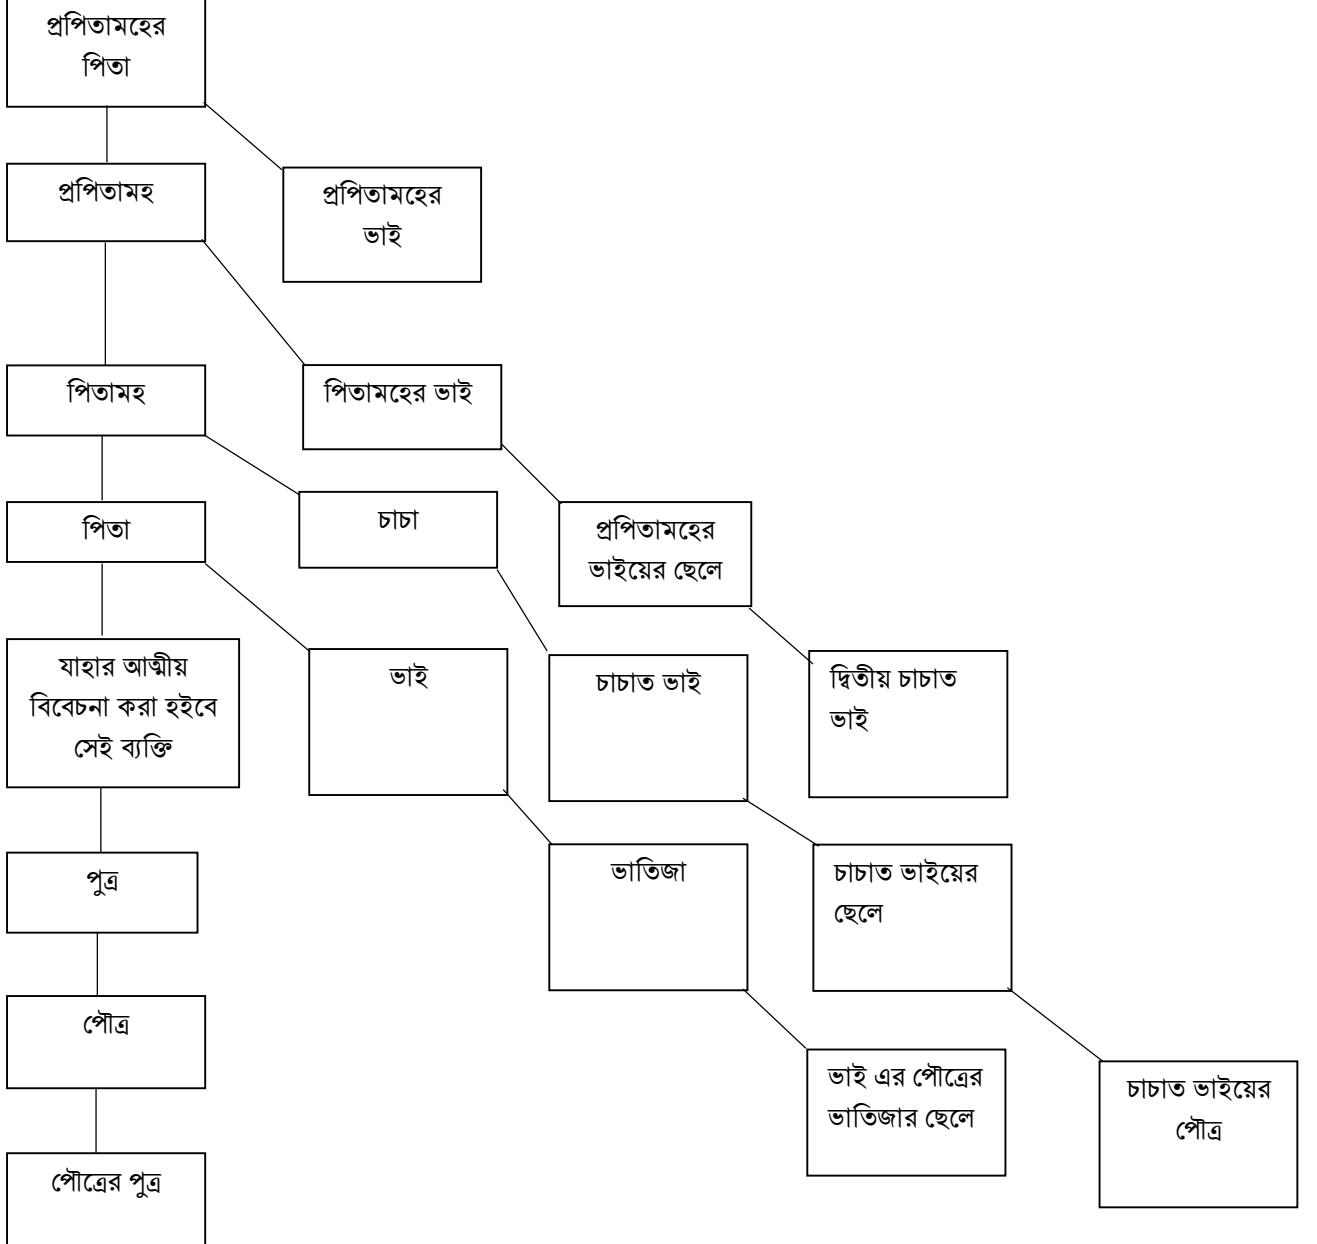 প্রপিতামহের
পিতা
প্রপিতামহ
প্রপিতামহের
ভাই
পিতামহ
পিতামহের ভাই
পিতা
চাচা
প্রপিতামহের
ভাইয়ের ছেলে
যাহার আত্মীয়
বিবেচনা করা হইবে
সেই ব্যক্তি
ভাই
চাচাত ভাই
দ্বিতীয় চাচাত
ভাই
পুত্র
ভাতিজা
চাচাত ভাইয়ের
ছেলে
পৌত্র
ভাই এর পৌত্রের
ভাতিজার ছেলে
চাচাত ভাইয়ের
পৌত্র
পৌত্রের পুত্র